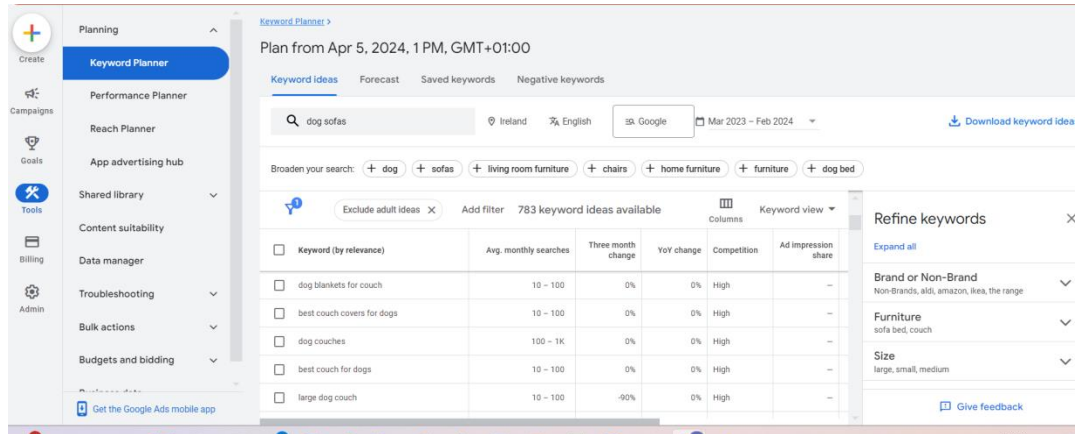 Create
Campaigns
Goals
Tools
Billing
Admin
Planning
Keyword Planner
Performance Planner
Reach Planner
App advertising hub
Shared library
Content suitability
Data manager
Troubleshooting
Bulk actions
Budgets and bidding
Get the Google Ads mobile app
Keyword Planner >
Plan from Apr 5, 2024, 1 PM, GMT+01:00
Keyword ideas Forecast Saved keywords Negative keywords
dog sofas Ireland English Google Mar 2023 – Feb 2024 Download keyword ideas
Broaden your search: + dog + sofas + living room furniture + chairs + home furniture + furniture + dog bed
1 Exclude adult ideas X Add filter 783 keyword ideas available Columns Keyword view
Keyword (by relevance) Avg. monthly searches Three month change YoY change Competition Ad impression share
dog blankets for couch 10 – 100 0% 0% High –
best couch covers for dogs 10 – 100 0% 0% High –
dog couches 100 – 1K 0% 0% High –
best couch for dogs 10 – 100 0% 0% High –
large dog couch 10 – 100 -90% 0% High –
Refine keywords
Expand all
Brand or Non-Brand
Non-Brands, aldi, amazon, ikea, the range
Furniture
sofa bed, couch
Size
large, small, medium
Give feedback